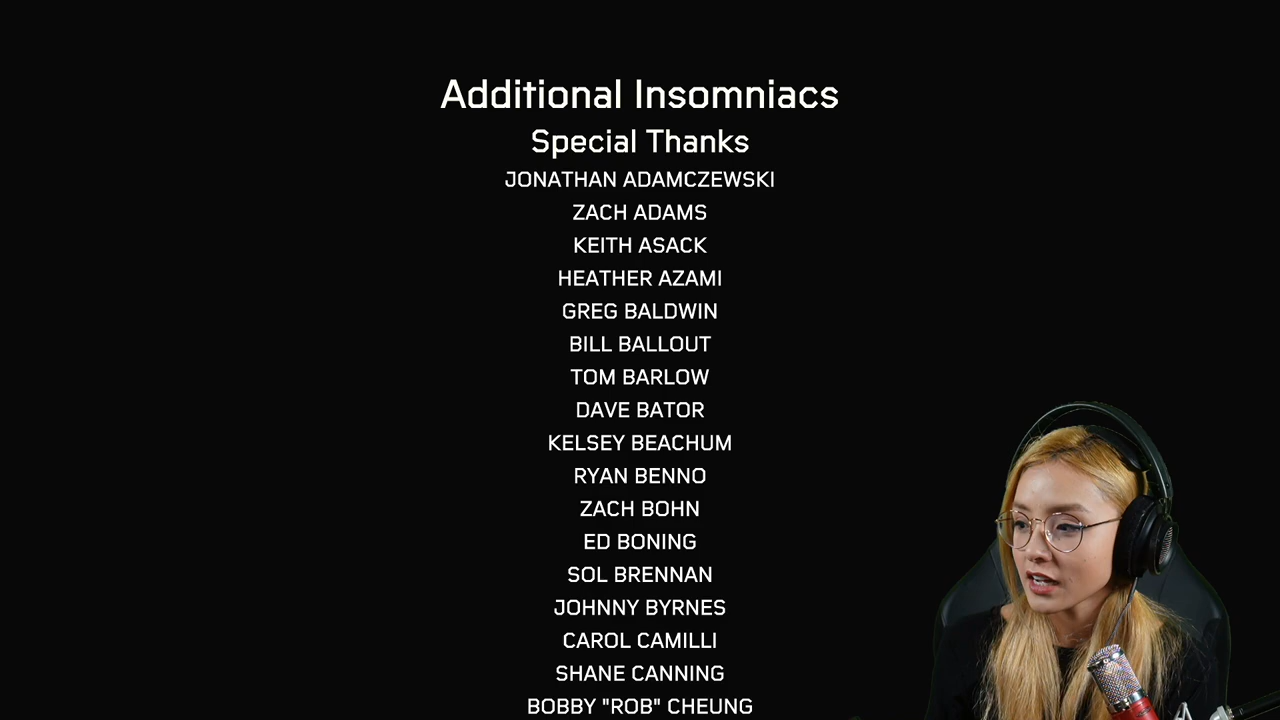 Additional Insomniacs
Special Thanks
JONATHAN ADAMCZEWSKI
ZACH ADAMS
KEITH ASACK
HEATHER AZAMI
GREG BALDWIN
BILL BALLOUT
TOM BARLOW
DAVE BATOR
KELSEY BEACHUM
RYAN BENNO
ZACH BOHN
ED BONING
SOL BRENNAN
JOHNNY BYRNES
CAROL CAMILLI
SHANE CANNING
BOBBY "ROB" CHEUNG